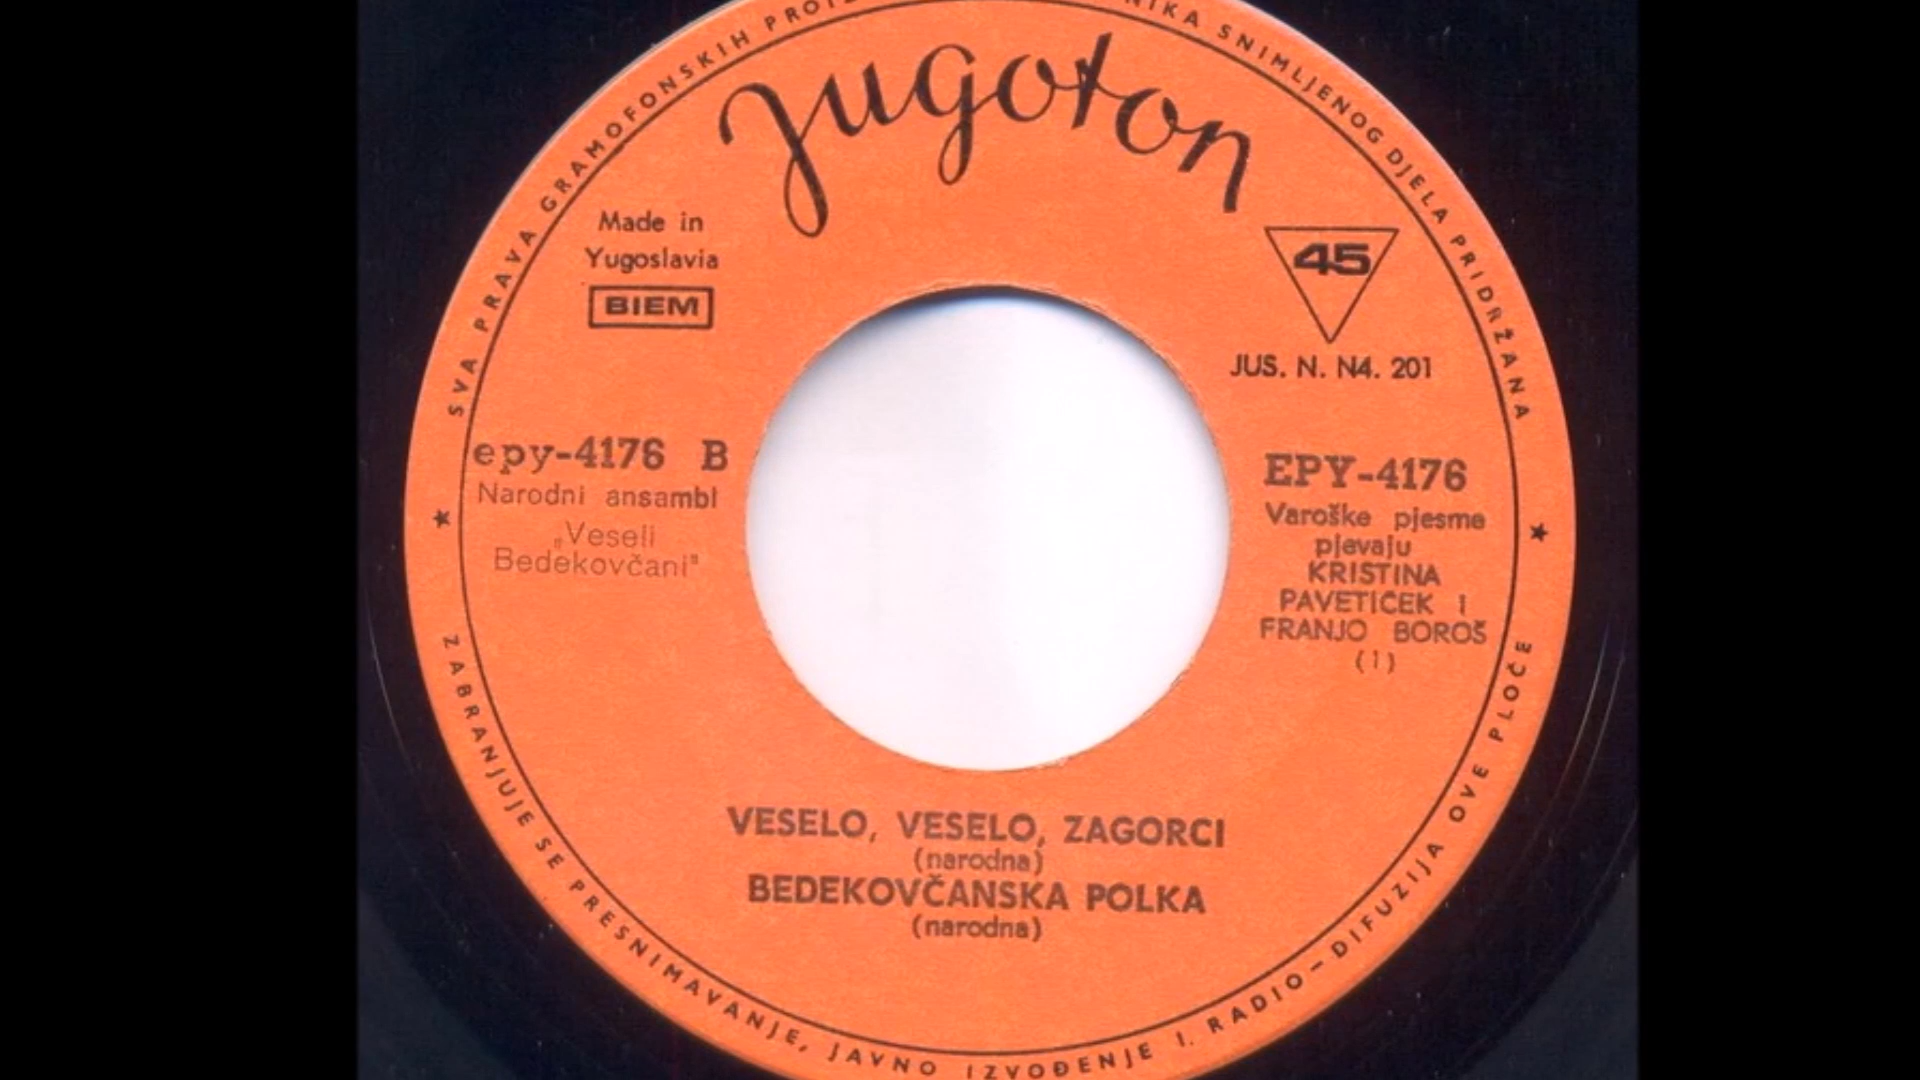 SVA PRAVA GRAMOFONSKIH
SNIMLJENOG DJELA PRIDRŽANA
Jugoton
Made in
Yugoslavia
BIEM
45
JUS. N. N4. 201
epy-4176 B
Narodni ansambl
„Veseli
Bedekovčani"
EPY-4176
Varoške pjesme
pjevaju
KRISTINA
PAVETIČEK I
FRANJO BOROŠ
(1)
VESELO, VESELO, ZAGORCI
(narodna)
BEDEKOVČANSKA POLKA
(narodna)
ZABRANJUJE SE PRESNIMAVANJE, JAVNO IZVOĐENJE I. RADIO-DIFUZIJA OVE PLOČE